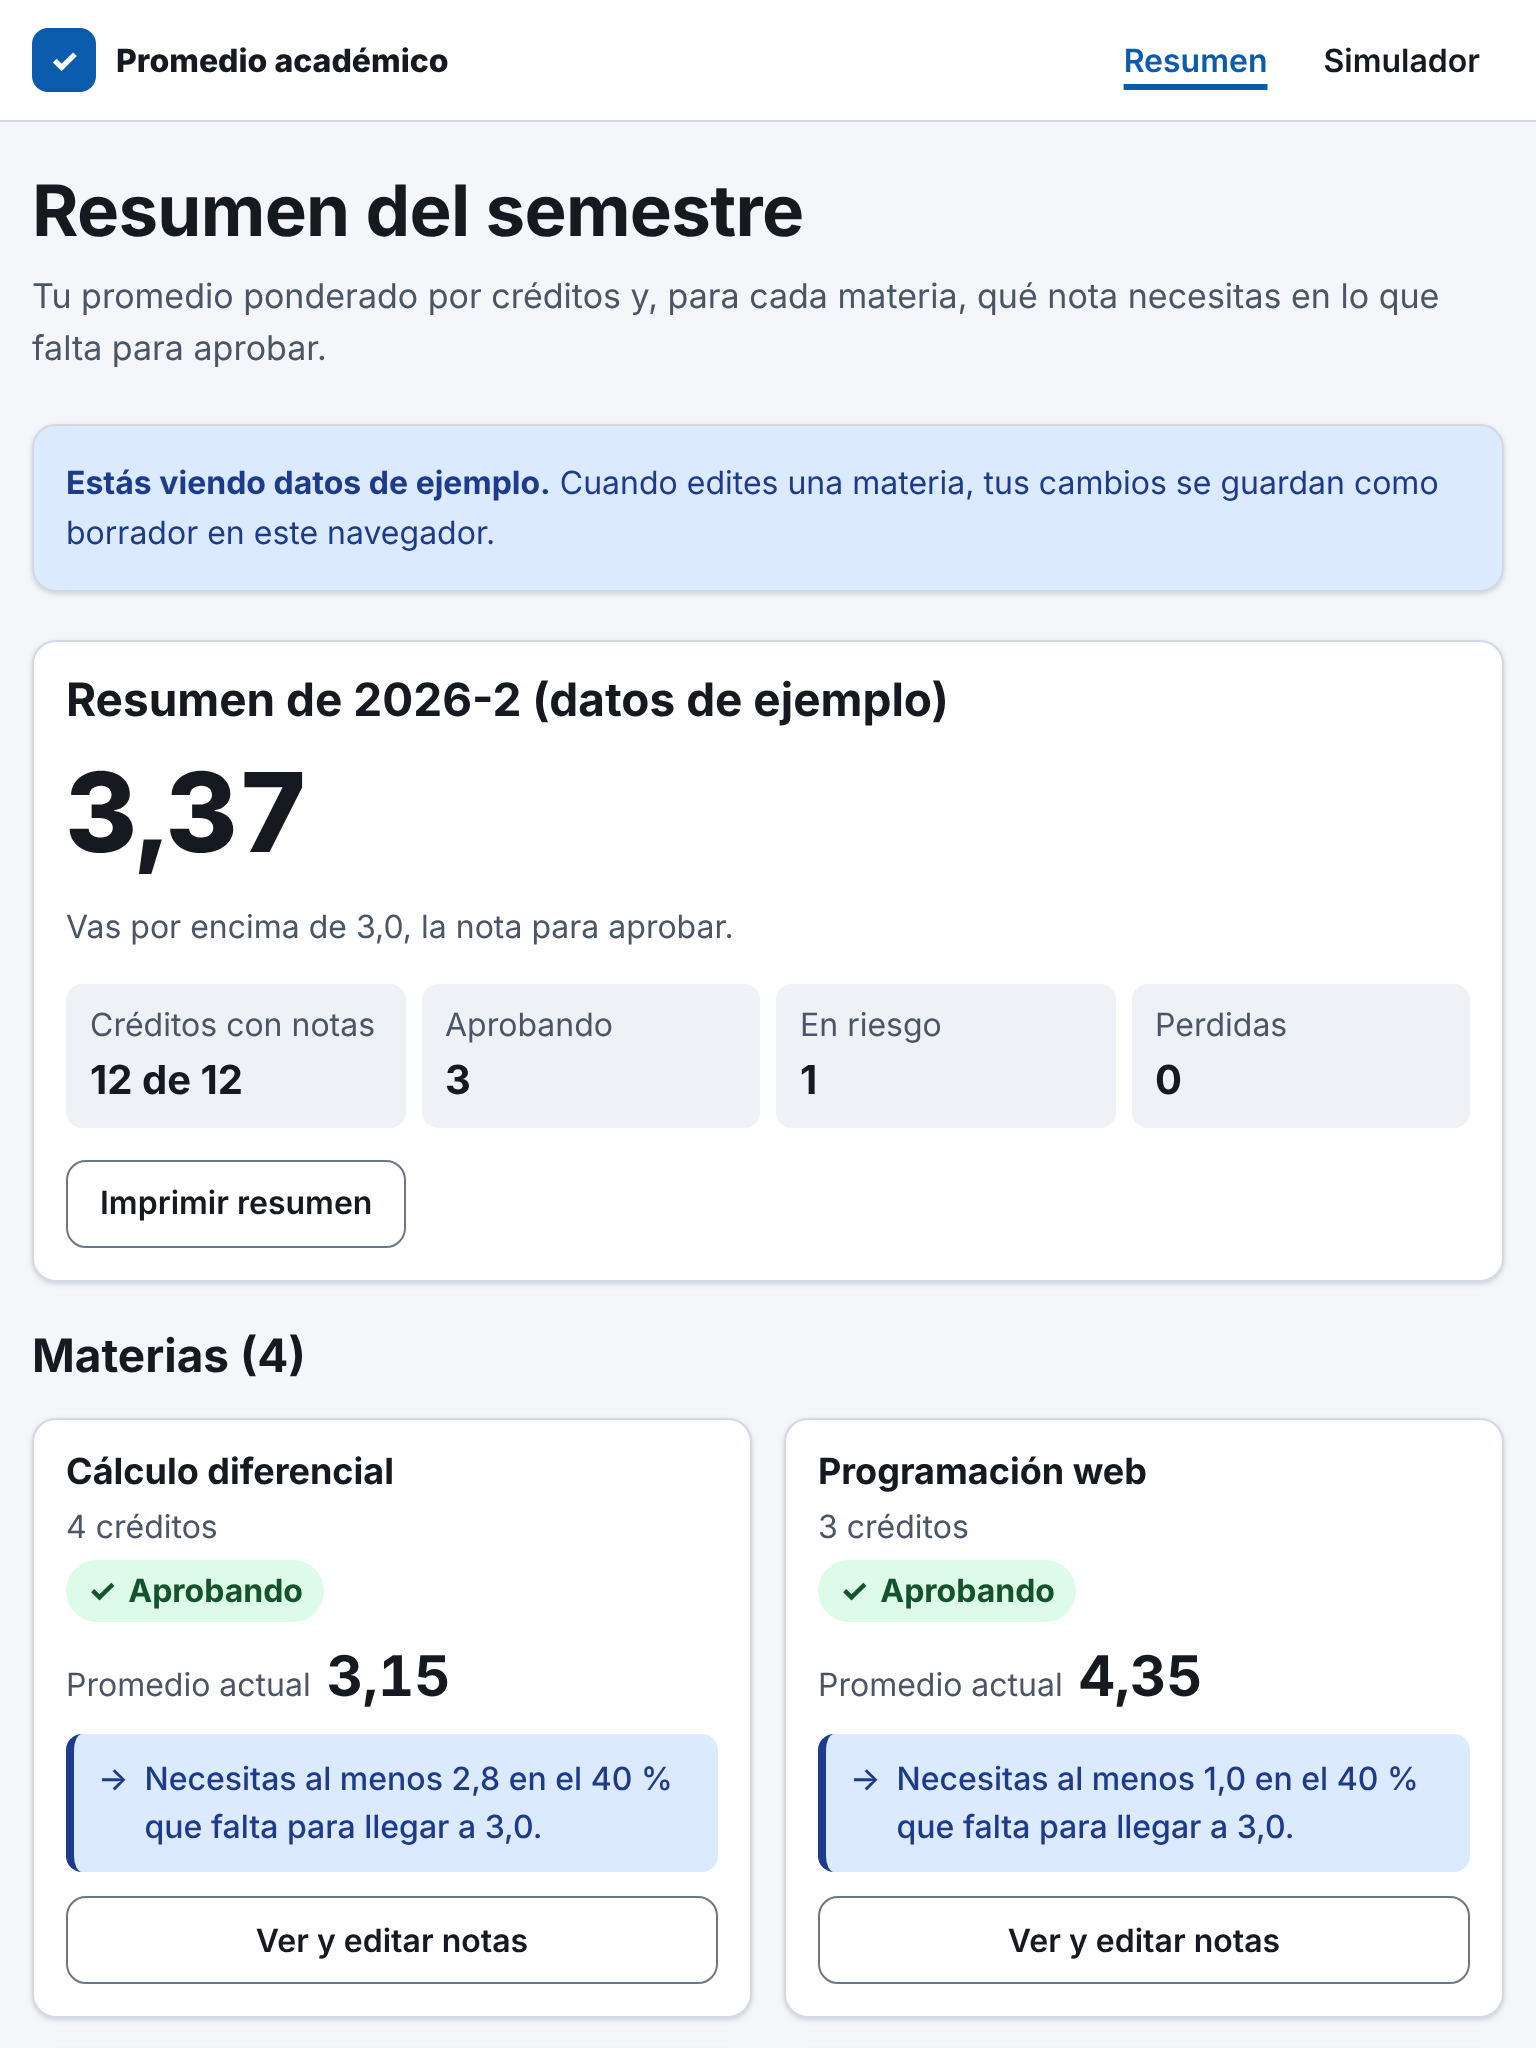 Promedio académico
Resumen
Simulador
Resumen del semestre
Tu promedio ponderado por créditos y, para cada materia, qué nota necesitas en lo que
falta para aprobar.
Estás viendo datos de ejemplo. Cuando edites una materia, tus cambios se guardan como
borrador en este navegador.
Resumen de 2026-2 (datos de ejemplo)
3,37
Vas por encima de 3,0, la nota para aprobar.
Créditos con notas
12 de 12
Aprobando
3
En riesgo
1
Perdidas
0
Imprimir resumen
Materias (4)
Cálculo diferencial
4 créditos
✓ Aprobando
Promedio actual 3,15
→ Necesitas al menos 2,8 en el 40 %
que falta para llegar a 3,0.
Ver y editar notas
Programación web
3 créditos
✓ Aprobando
Promedio actual 4,35
→ Necesitas al menos 1,0 en el 40 %
que falta para llegar a 3,0.
Ver y editar notas